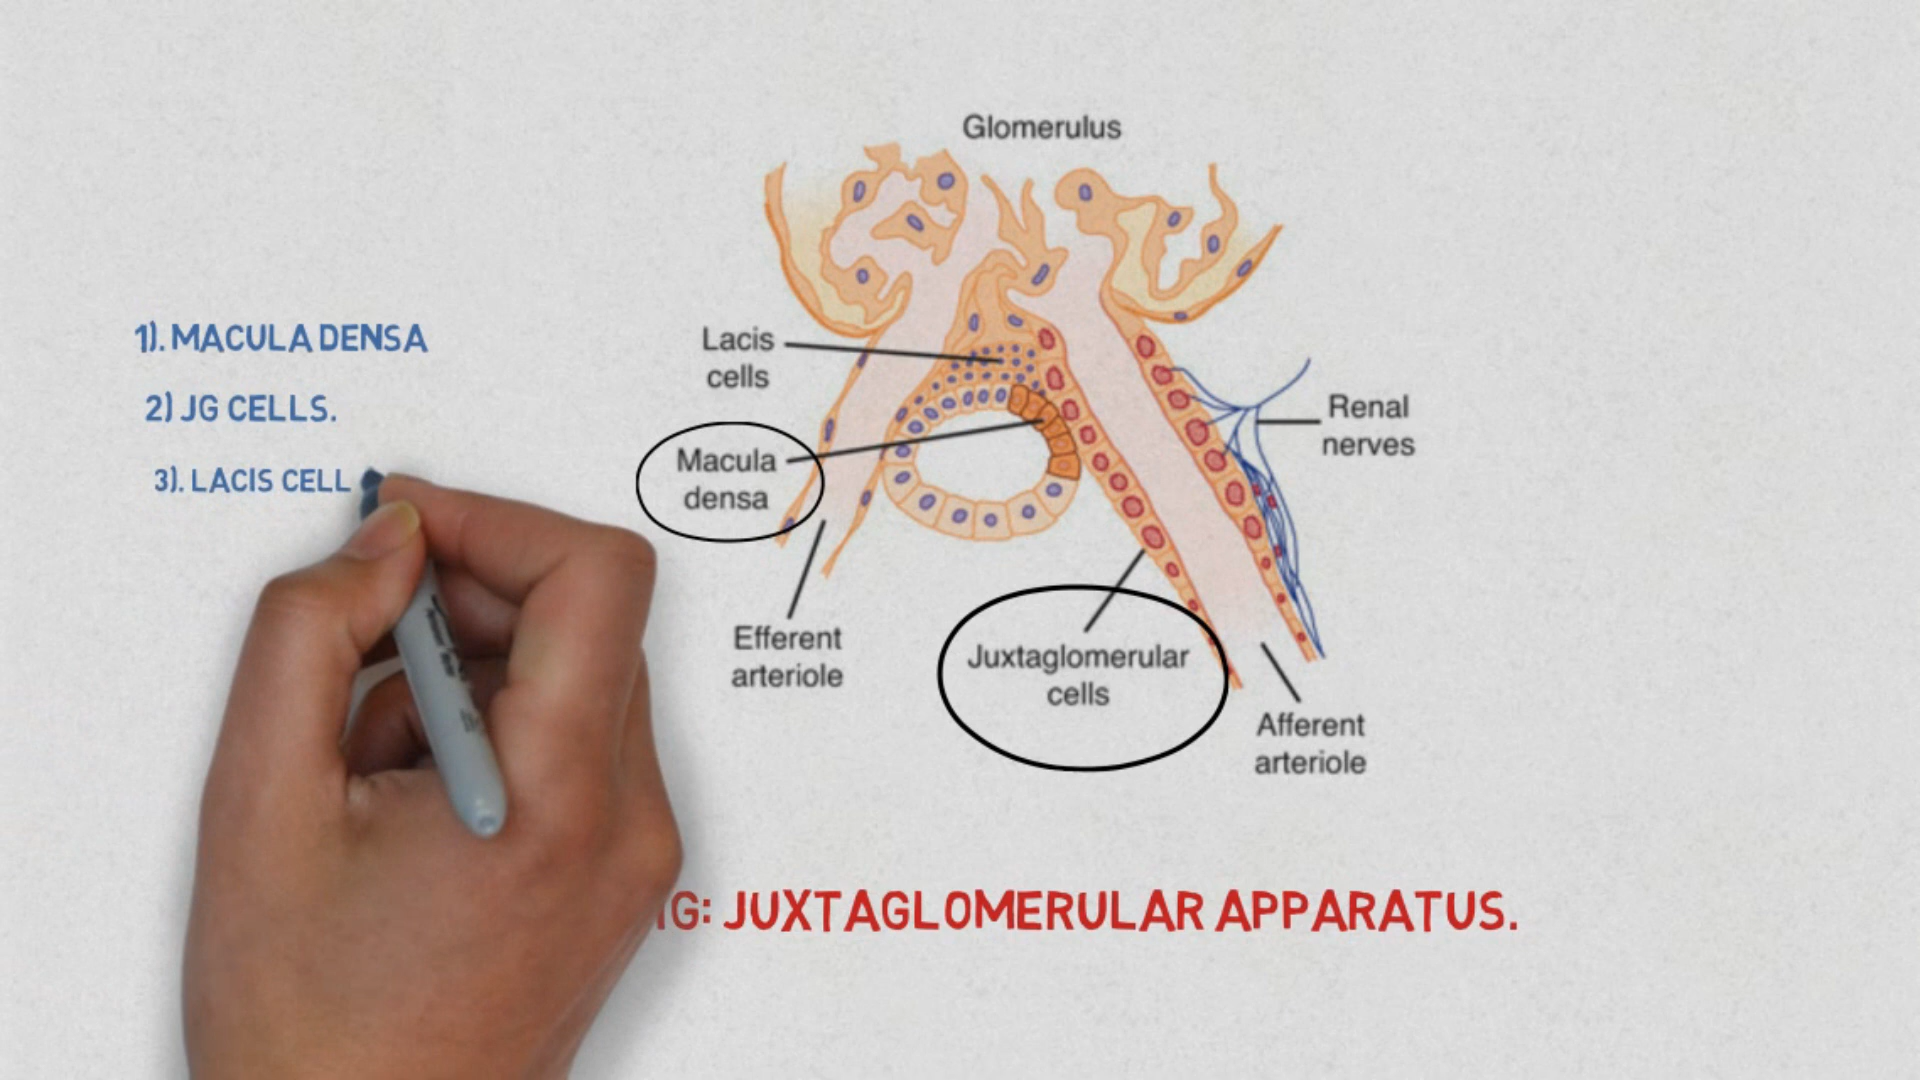 Glomerulus
1). MACULA DENSA
2) JG CELLS.
3). LACIS CELL
Lacis
cells
Macula
densa
Renal
nerves
Efferent
arteriole
Juxtaglomerular
cells
Afferent
arteriole
IG: JUXTAGLOMERULAR APPARATUS.